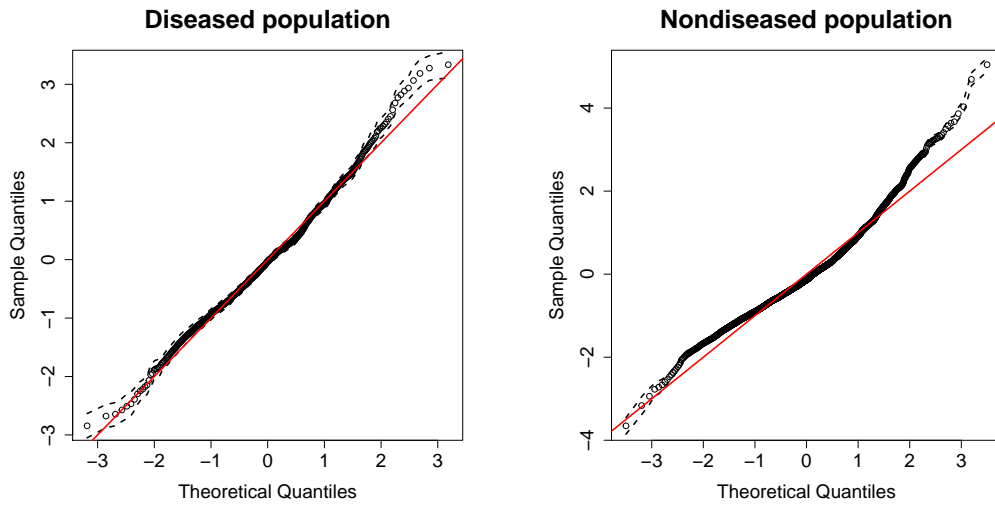 Diseased population
Sample Quantiles
3
2
1
0
−1
−2
−3
−3 −2 −1 0 1 2 3
Theoretical Quantiles
Nondiseased population
Sample Quantiles
4
2
0
−2
−4
−3 −2 −1 0 1 2 3
Theoretical Quantiles